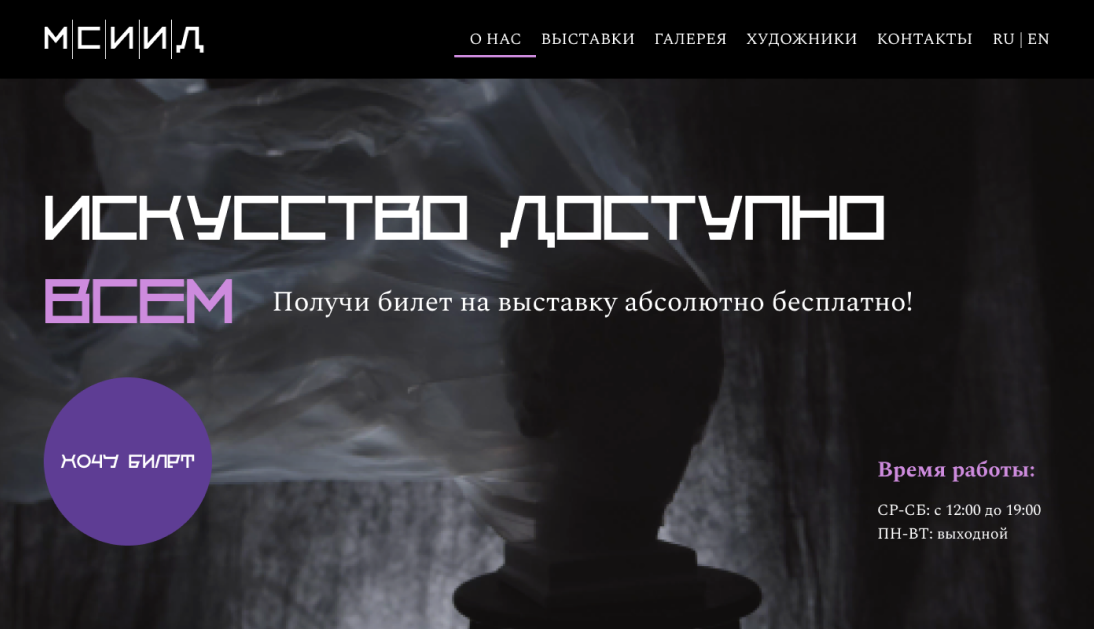 МСИИД
О НАС ВЫСТАВКИ ГАЛЕРЕЯ ХУДОЖНИКИ КОНТАКТЫ RU | EN
ИСКУССТВО ДОСТУПНО
ВСЕМ Получи билет на выставку абсолютно бесплатно!
ХОЧУ БИЛЕТ
Время работы:
СР-СБ: с 12:00 до 19:00
ПН-ВТ: выходной